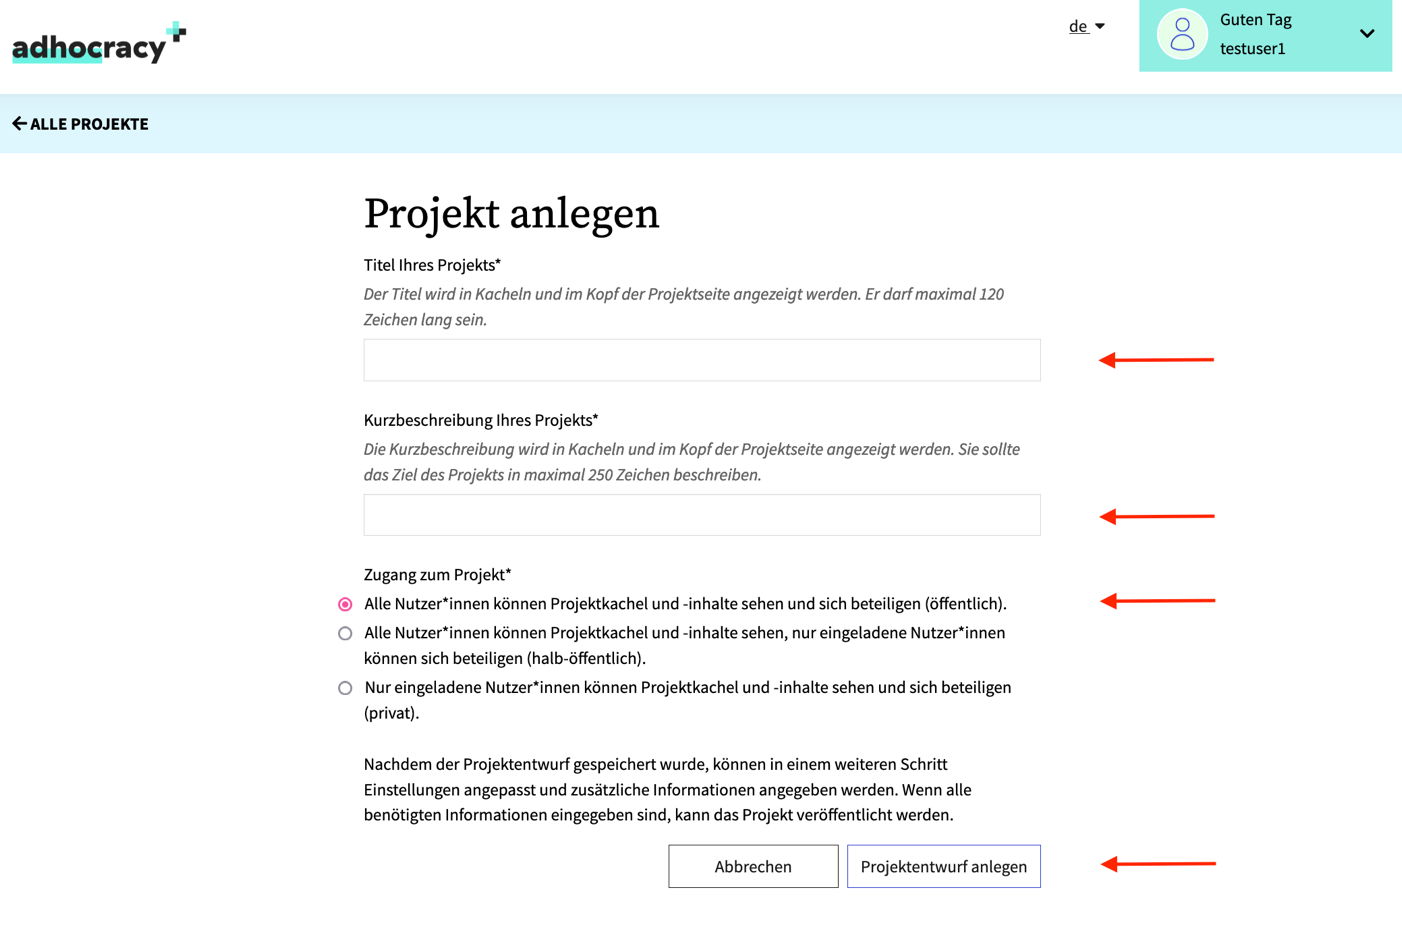 adhocracy+
de
Guten Tag
testuser1
ALLE PROJEKTE
Projekt anlegen
Titel Ihres Projekts*
Der Titel wird in Kacheln und im Kopf der Projektseite angezeigt werden. Er darf maximal 120
Zeichen lang sein.
Kurzbeschreibung Ihres Projekts*
Die Kurzbeschreibung wird in Kacheln und im Kopf der Projektseite angezeigt werden. Sie sollte
das Ziel des Projekts in maximal 250 Zeichen beschreiben.
Zugang zum Projekt*
Alle Nutzer*innen können Projektkachel und -inhalte sehen und sich beteiligen (öffentlich).
Alle Nutzer*innen können Projektkachel und -inhalte sehen, nur eingeladene Nutzer*innen
können sich beteiligen (halb-öffentlich).
Nur eingeladene Nutzer*innen können Projektkachel und -inhalte sehen und sich beteiligen
(privat).
Nachdem der Projektentwurf gespeichert wurde, können in einem weiteren Schritt
Einstellungen angepasst und zusätzliche Informationen angegeben werden. Wenn alle
benötigten Informationen eingegeben sind, kann das Projekt veröffentlicht werden.
Abbrechen
Projektentwurf anlegen